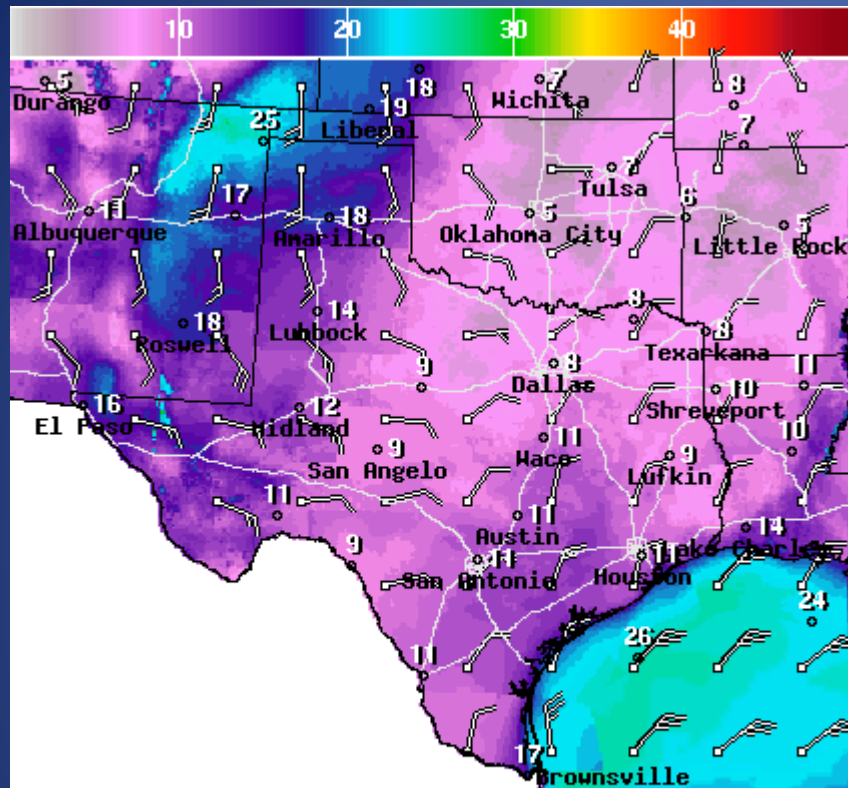 10 20 30 40
5 18 7 8
Durango Wichita
19
Liberal
25 7
7
Tulsa
11 17 18 5 6 5
Albuquerque Amarillo Oklahoma City Little Rock
18 14 8 8
Roswell Lubbock Texarkana
9 8 11
Dallas
16 12 10
El Paso Midland Shreveport
9 11 9 10
San Angelo Waco Lufkin
11 11 14
Austin Lake Charles
9 11 11
San Antonio Houston
24
26
11
17
Brownsville